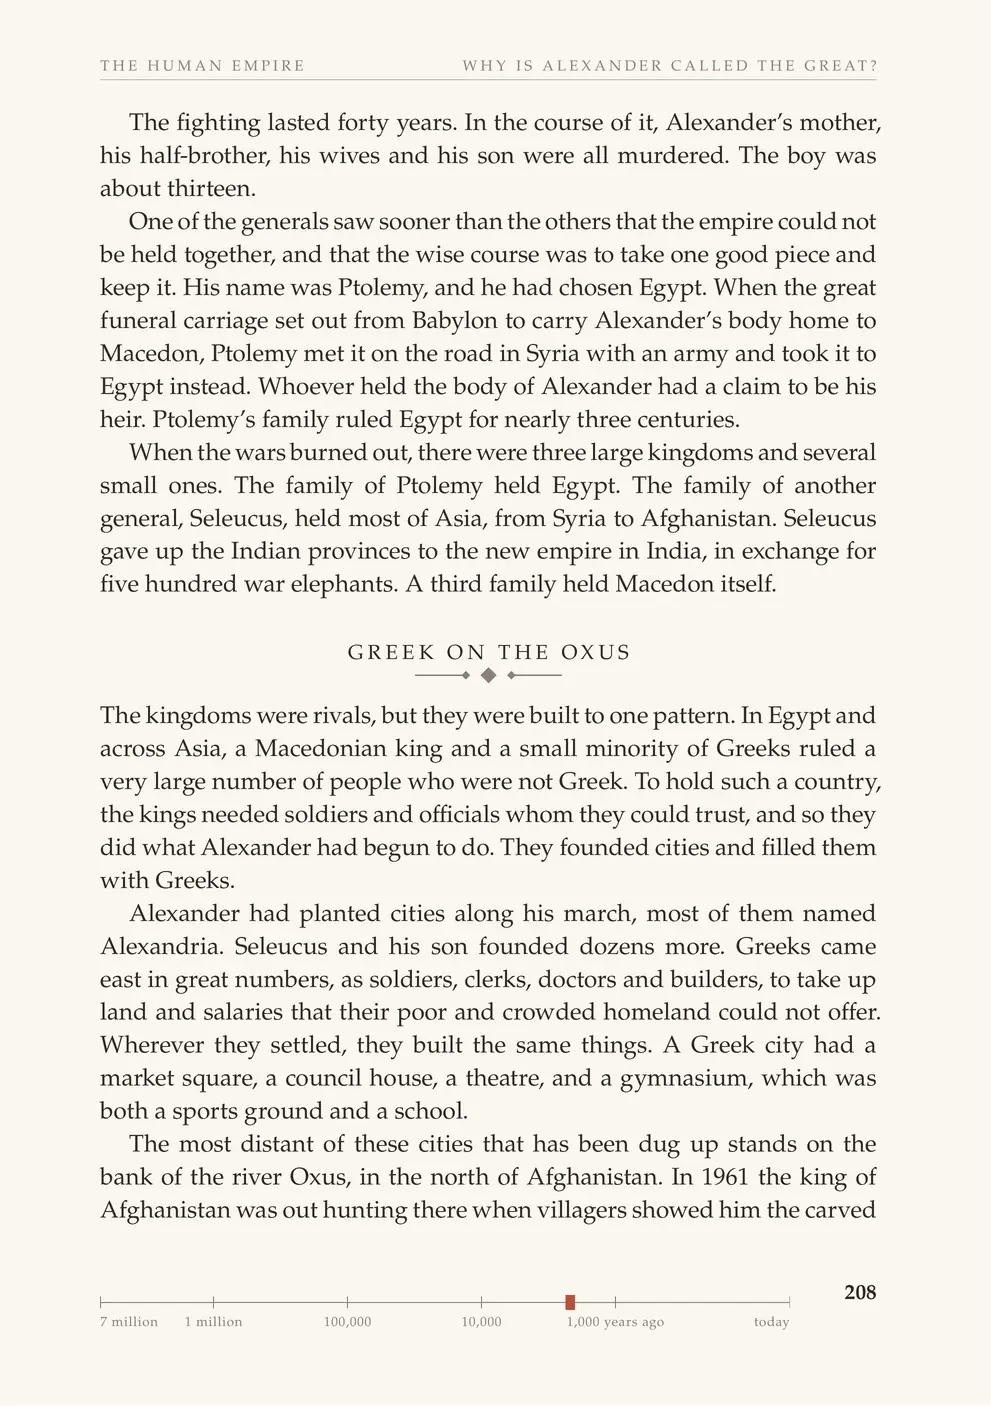 THE HUMAN EMPIRE
WHY IS ALEXANDER CALLED THE GREAT?
The fighting lasted forty years. In the course of it, Alexander’s mother,
his half-brother, his wives and his son were all murdered. The boy was
about thirteen.
One of the generals saw sooner than the others that the empire could not
be held together, and that the wise course was to take one good piece and
keep it. His name was Ptolemy, and he had chosen Egypt. When the great
funeral carriage set out from Babylon to carry Alexander’s body home to
Macedon, Ptolemy met it on the road in Syria with an army and took it to
Egypt instead. Whoever held the body of Alexander had a claim to be his
heir. Ptolemy’s family ruled Egypt for nearly three centuries.
When the wars burned out, there were three large kingdoms and several
small ones. The family of Ptolemy held Egypt. The family of another
general, Seleucus, held most of Asia, from Syria to Afghanistan. Seleucus
gave up the Indian provinces to the new empire in India, in exchange for
five hundred war elephants. A third family held Macedon itself.
GREEK ON THE OXUS
The kingdoms were rivals, but they were built to one pattern. In Egypt and
across Asia, a Macedonian king and a small minority of Greeks ruled a
very large number of people who were not Greek. To hold such a country,
the kings needed soldiers and officials whom they could trust, and so they
did what Alexander had begun to do. They founded cities and filled them
with Greeks.
Alexander had planted cities along his march, most of them named
Alexandria. Seleucus and his son founded dozens more. Greeks came
east in great numbers, as soldiers, clerks, doctors and builders, to take up
land and salaries that their poor and crowded homeland could not offer.
Wherever they settled, they built the same things. A Greek city had a
market square, a council house, a theatre, and a gymnasium, which was
both a sports ground and a school.
The most distant of these cities that has been dug up stands on the
bank of the river Oxus, in the north of Afghanistan. In 1961 the king of
Afghanistan was out hunting there when villagers showed him the carved
208
7 million 1 million 100,000 10,000 1,000 years ago today